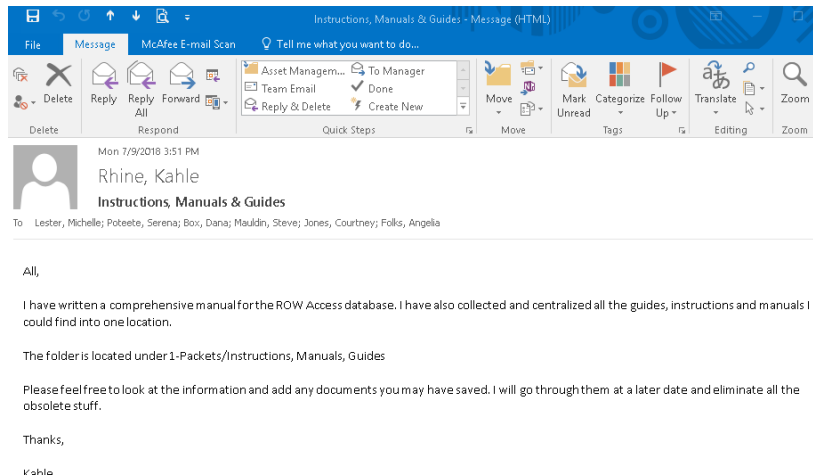 Instructions, Manuals & Guides - Message (HTML)
File Message McAfee E-mail Scan Tell me what you want to do...
Delete
Reply
Reply All
Forward
Asset Managem...
To Manager
Team Email
Done
Reply & Delete
Create New
Move
Mark Unread
Categorize
Follow Up
Translate
Zoom
Delete Respond Quick Steps Move Tags Editing Zoom
Mon 7/9/2018 3:51 PM
Rhine, Kahle
Instructions, Manuals & Guides
To Lester, Michelle; Poteete, Serena; Box, Dana; Mauldin, Steve; Jones, Courtney; Folks, Angelia
All,
I have written a comprehensive manual for the ROW Access database. I have also collected and centralized all the guides, instructions and manuals I
could find into one location.
The folder is located under 1-Packets/Instructions, Manuals, Guides
Please feel free to look at the information and add any documents you may have saved. I will go through them at a later date and eliminate all the
obsolete stuff.
Thanks,
Kahle